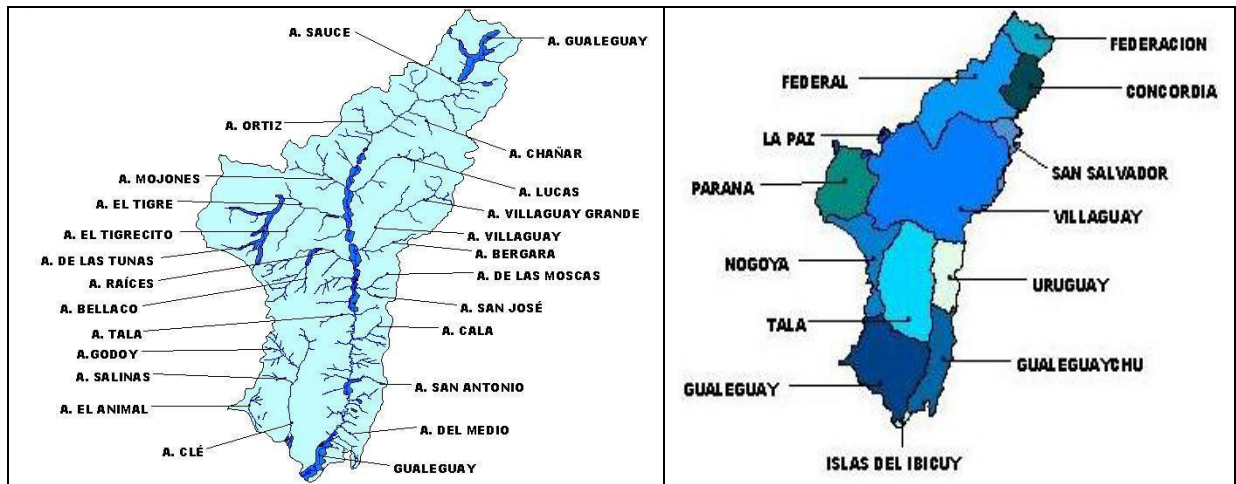 A. SAUCE
A. GUALEGUAY
A. ORTIZ
A. CHAÑAR
A. MOJONES
A. LUCAS
A. EL TIGRE
A. VILLAGUAY GRANDE
A. EL TIGRECITO
A. VILLAGUAY
A. BERGARA
A. DE LAS TUNAS
A. DE LAS MOSCAS
A. RAÍCES
A. BELLACO
A. SAN JOSÉ
A. TALA
A. CALA
A.GODOY
A. SALINAS
A. SAN ANTONIO
A. EL ANIMAL
A. DEL MEDIO
A. CLÉ
GUALEGUAY
FEDERACION
FEDERAL
CONCORDIA
LA PAZ
SAN SALVADOR
PARANA
VILLAGUAY
NOGOYA
URUGUAY
TALA
GUALEGUAYCHU
GUALEGUAY
ISLAS DEL IBICUY